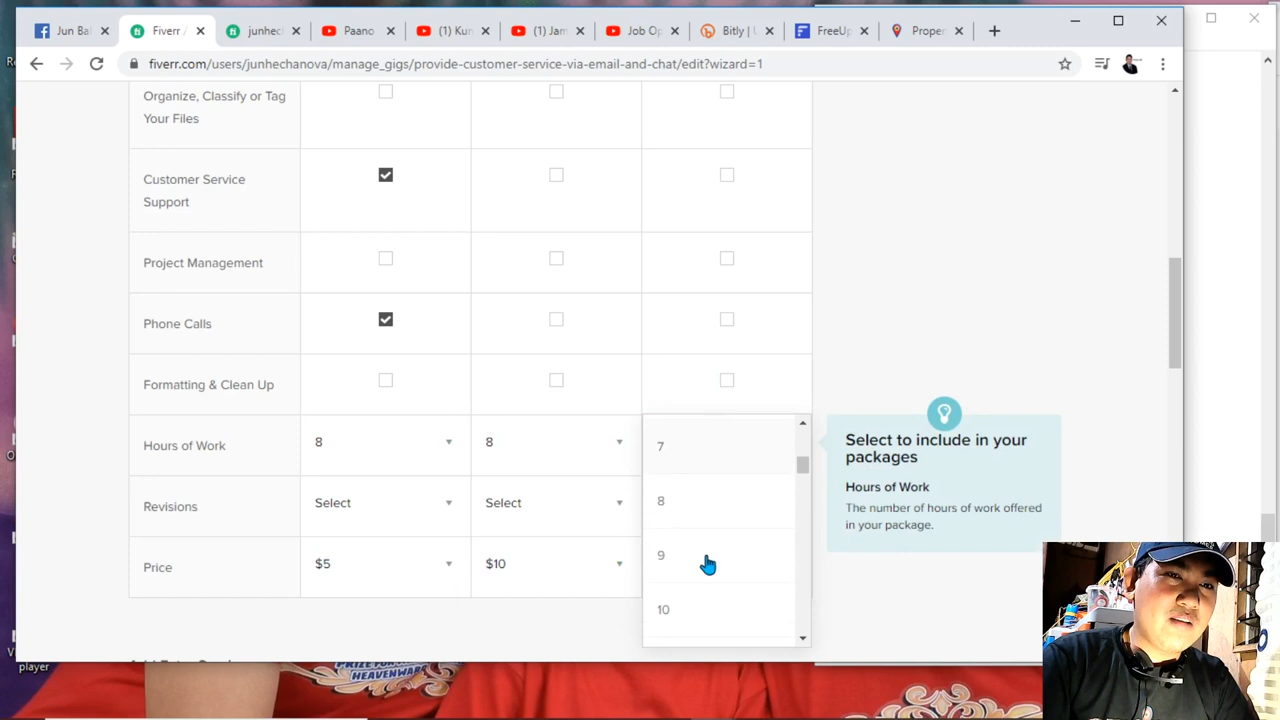 Jun Bal
Fiverr /
junhec
Paano
(1) Kun
(1) Jam
Job Op
Bitly | L
FreeUp
Proper
fiverr.com/users/junhechanova/manage_gigs/provide-customer-service-via-email-and-chat/edit?wizard=1
Organize, Classify or Tag
Your Files
Customer Service
Support
Project Management
Phone Calls
Formatting & Clean Up
Hours of Work
8
8
7
8
9
10
Revisions
Select
Select
Price
$5
$10
Select to include in your
packages
Hours of Work
The number of hours of work offered
in your package.
player
HEAVENWARD